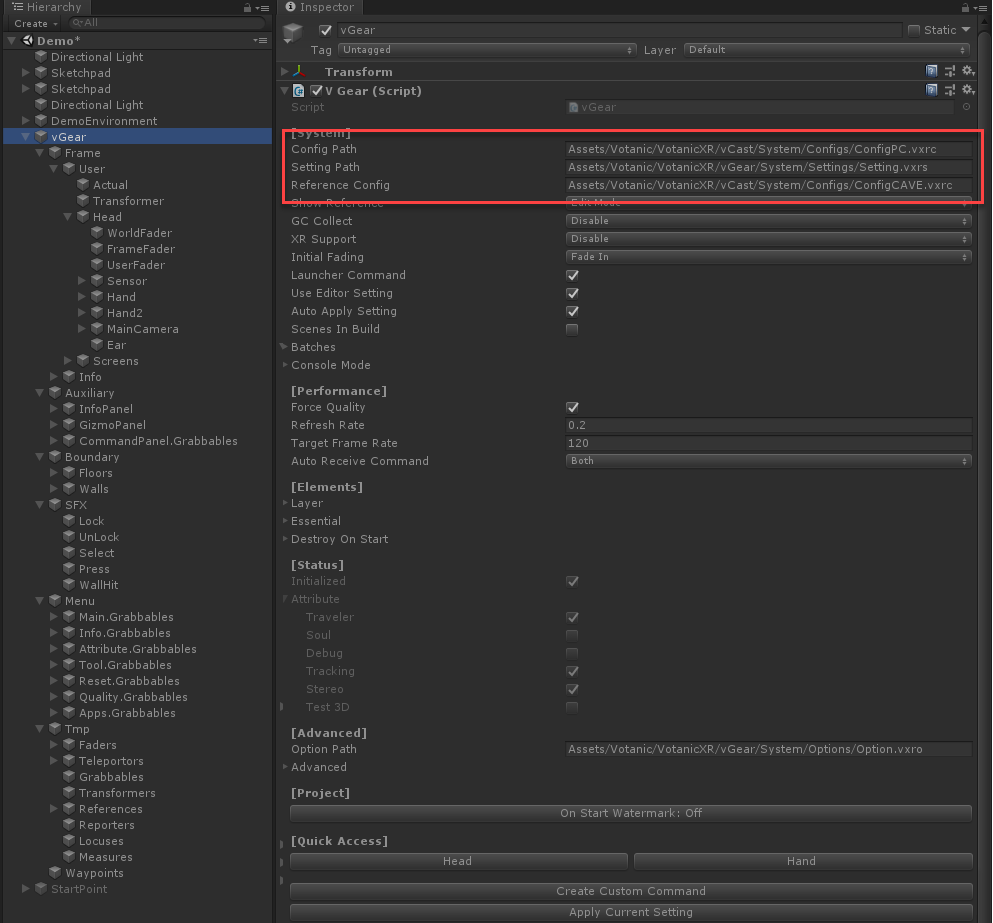 Hierarchy
Create
All
Demo*
Directional Light
Sketchpad
Sketchpad
Directional Light
DemoEnvironment
vGear
Frame
User
Actual
Transformer
Head
WorldFader
FrameFader
UserFader
Sensor
Hand
Hand2
MainCamera
Ear
Screens
Info
Auxiliary
InfoPanel
GizmoPanel
CommandPanel.Grabbables
Boundary
Floors
Walls
SFX
Lock
UnLock
Select
Press
WallHit
Menu
Main.Grabbables
Info.Grabbables
Attribute.Grabbables
Tool.Grabbables
Reset.Grabbables
Quality.Grabbables
Apps.Grabbables
Tmp
Faders
Teleportors
Grabbables
Transformers
References
Reporters
Locuses
Measures
Waypoints
StartPoint
Inspector
vGear Static
Tag Untagged Layer Default
Transform
V Gear (Script)
Script vGear
[System]
Config Path Assets/Votanic/VotanicXR/vCast/System/Configs/ConfigPC.vxrc
Setting Path Assets/Votanic/VotanicXR/vGear/System/Settings/Setting.vxrs
Reference Config Assets/Votanic/VotanicXR/vCast/System/Configs/ConfigCAVE.vxrc
Show Reference Edit Mode
GC Collect Disable
XR Support Disable
Initial Fading Fade In
Launcher Command
Use Editor Setting
Auto Apply Setting
Scenes In Build
Batches
Console Mode
[Performance]
Force Quality
Refresh Rate 0.2
Target Frame Rate 120
Auto Receive Command Both
[Elements]
Layer
Essential
Destroy On Start
[Status]
Initialized
Attribute
Traveler
Soul
Debug
Tracking
Stereo
Test 3D
[Advanced]
Option Path Assets/Votanic/VotanicXR/vGear/System/Options/Option.vxro
Advanced
[Project]
On Start Watermark: Off
[Quick Access]
Head Hand
Create Custom Command
Apply Current Setting